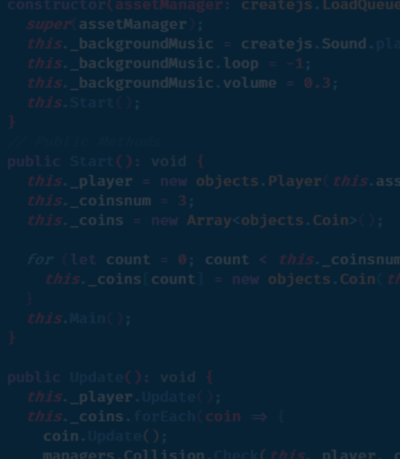 constructor(assetManager: createjs.LoadQueue
super(assetManager);
this._backgroundMusic = createjs.Sound.pla
this._backgroundMusic.loop = -1;
this._backgroundMusic.volume = 0.3;
this.Start();
}
// Public Methods
public Start(): void {
this._player = new objects.Player(this.ass
this._coinsnum = 3;
this._coins = new Array<objects.Coin>();
for (let count = 0; count < this._coinsnum
this._coins[count] = new objects.Coin(th
}
this.Main();
}
public Update(): void {
this._player.Update();
this._coins.forEach(coin => {
coin.Update();
managers.Collision.Check(this._player, c